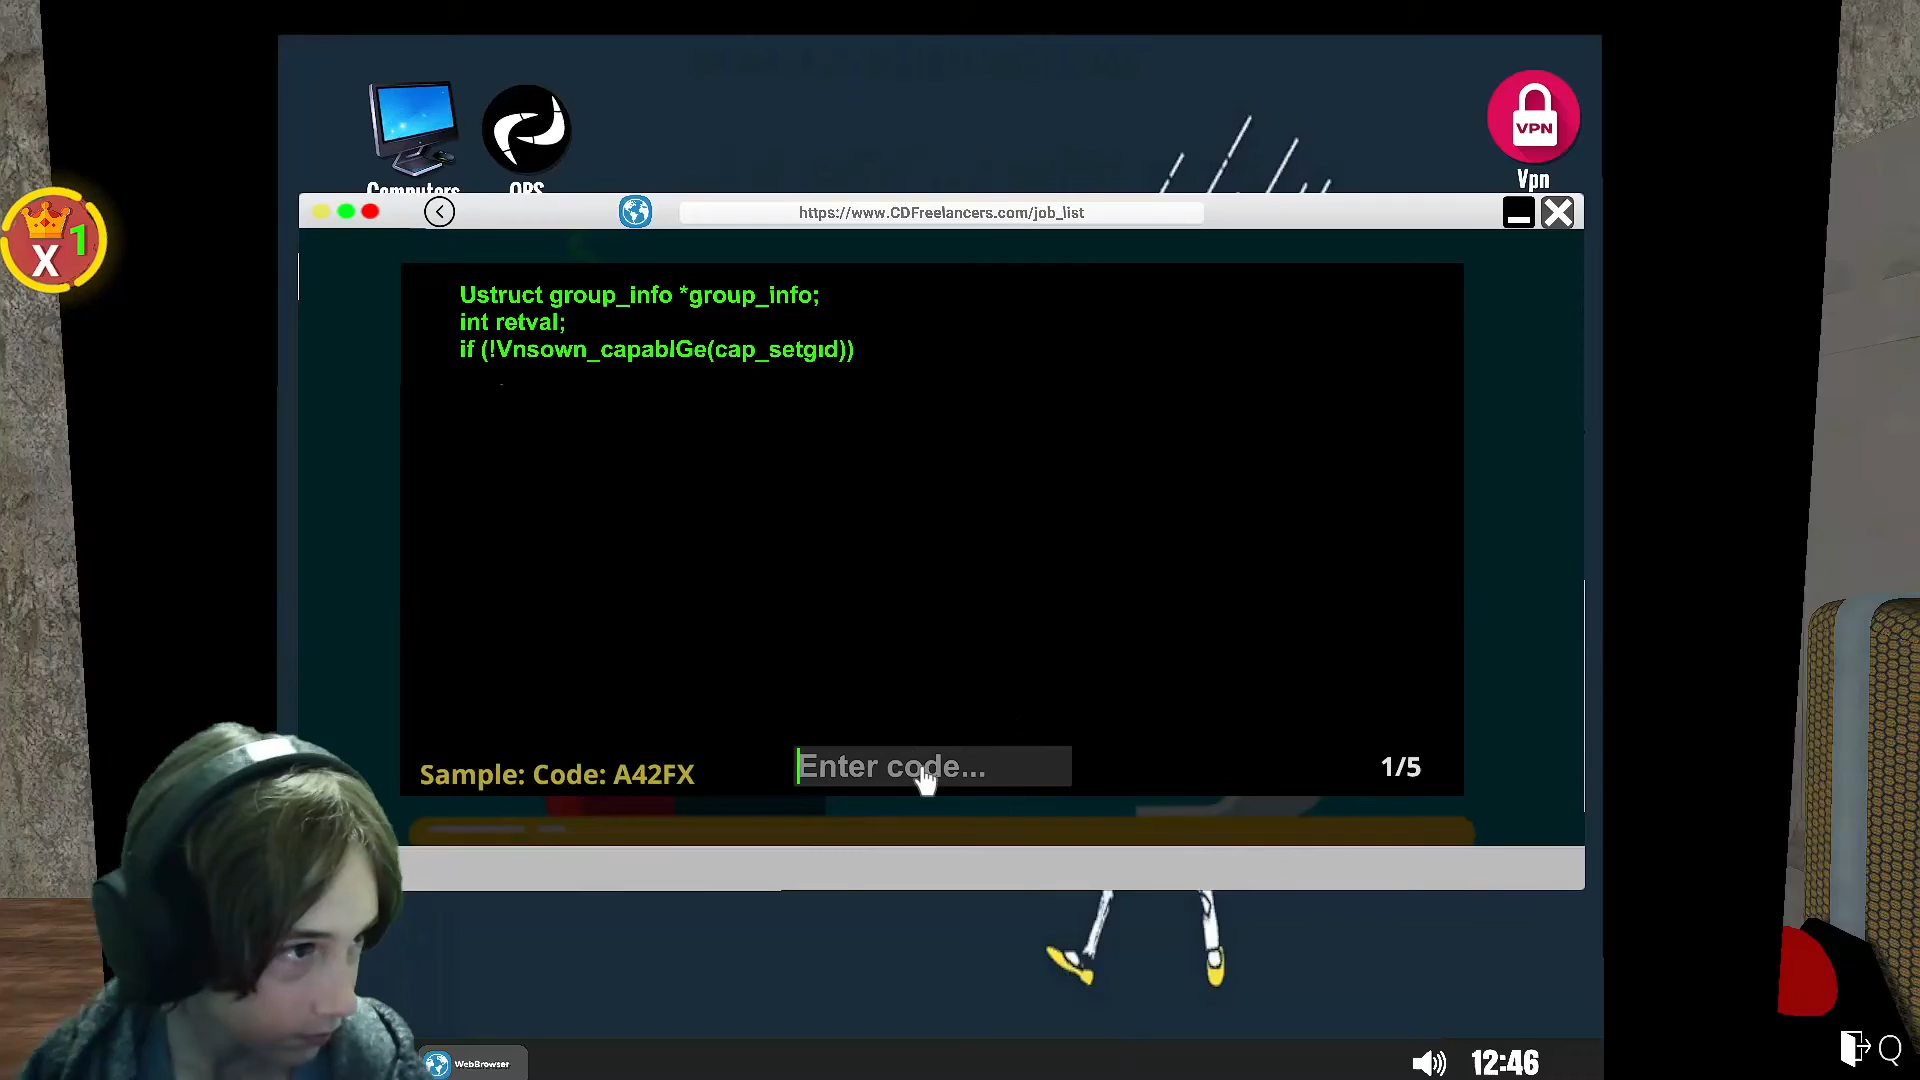 Computers
OPS
VPN
Vpn
X 1
https://www.CDFreelancers.com/job_list
Ustruct group_info *group_info;
int retval;
if (!Vnsown_capablGe(cap_setgıd))
Sample: Code: A42FX
Enter code...
1/5
WebBrowser
12:46
Q